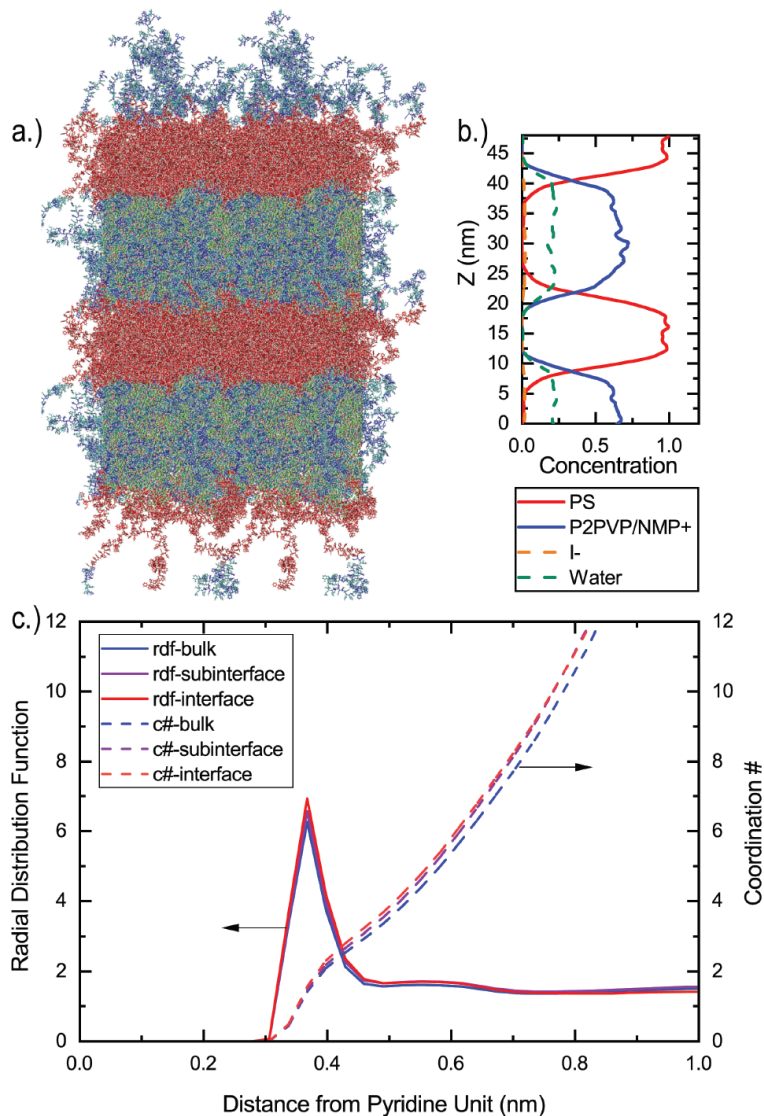 a.)
b.)
45
40
35
30
25
20
15
10
5
0
Z (nm)
0.0 0.5 1.0
Concentration
PS
P2PVP/NMP+
I-
Water
c.)
12
10
8
6
4
2
0
Radial Distribution Function
rdf-bulk
rdf-subinterface
rdf-interface
c#-bulk
c#-subinterface
c#-interface
12
10
8
6
4
2
0
Coordination #
0.0 0.2 0.4 0.6 0.8 1.0
Distance from Pyridine Unit (nm)